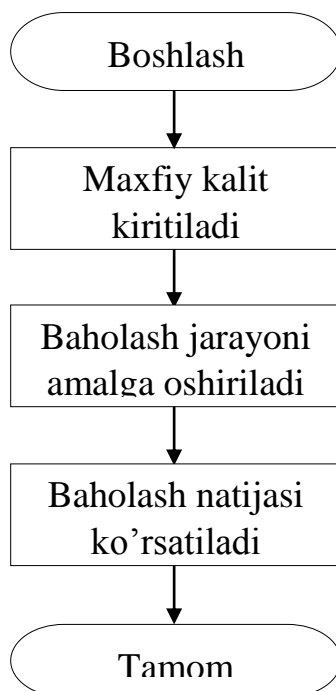 Boshlash
Maxfiy kalit
kiritiladi
Baholash jarayoni
amalga oshiriladi
Baholash natijasi
ko’rsatiladi
Tamom